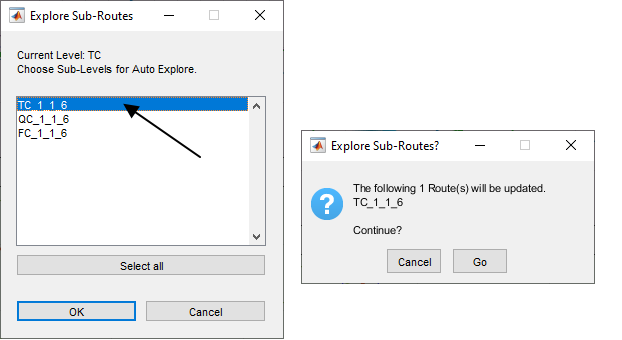 Explore Sub-Routes
Current Level: TC
Choose Sub-Levels for Auto Explore.
TC_1_1_6
QC_1_1_6
FC_1_1_6
Select all
OK
Cancel
Explore Sub-Routes?
The following 1 Route(s) will be updated.
TC_1_1_6
Continue?
Cancel
Go